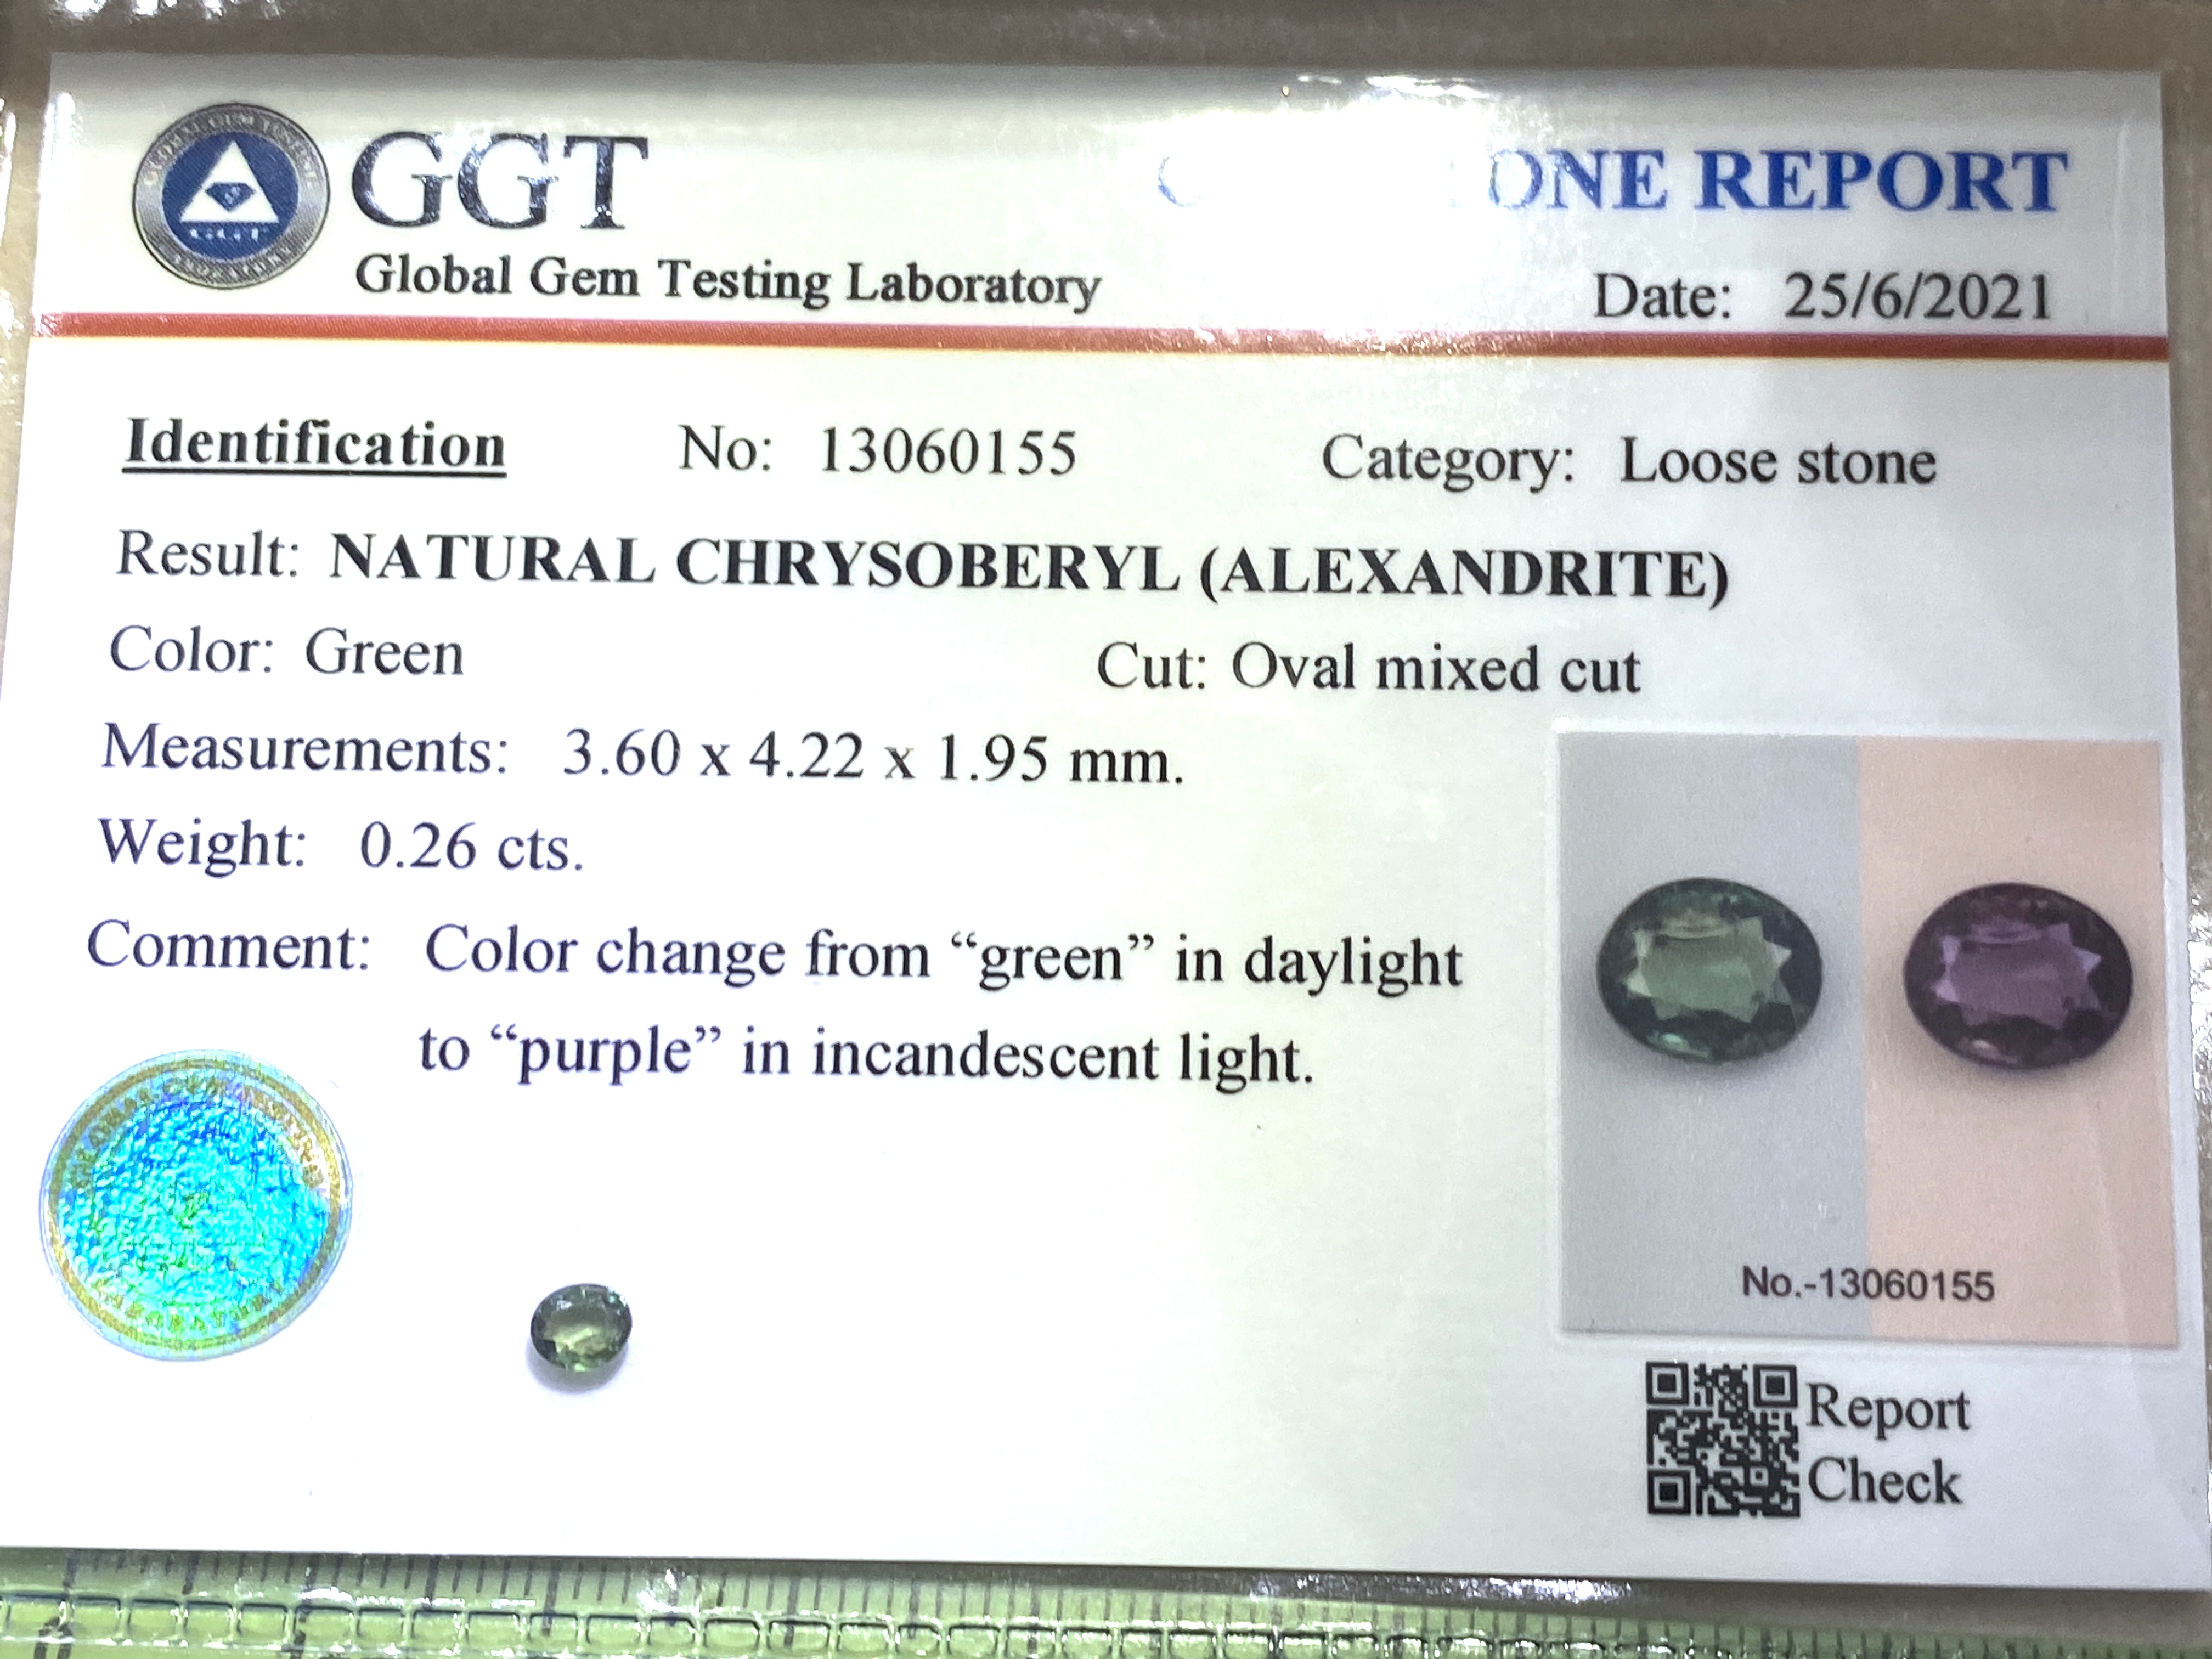 GGT
ONE REPORT
Global Gem Testing Laboratory
Date: 25/6/2021
Identification No: 13060155 Category: Loose stone
Result: NATURAL CHRYSOBERYL (ALEXANDRITE)
Color: Green Cut: Oval mixed cut
Measurements: 3.60 x 4.22 x 1.95 mm.
Weight: 0.26 cts.
Comment: Color change from “green” in daylight
to “purple” in incandescent light.
No.-13060155
Report
Check